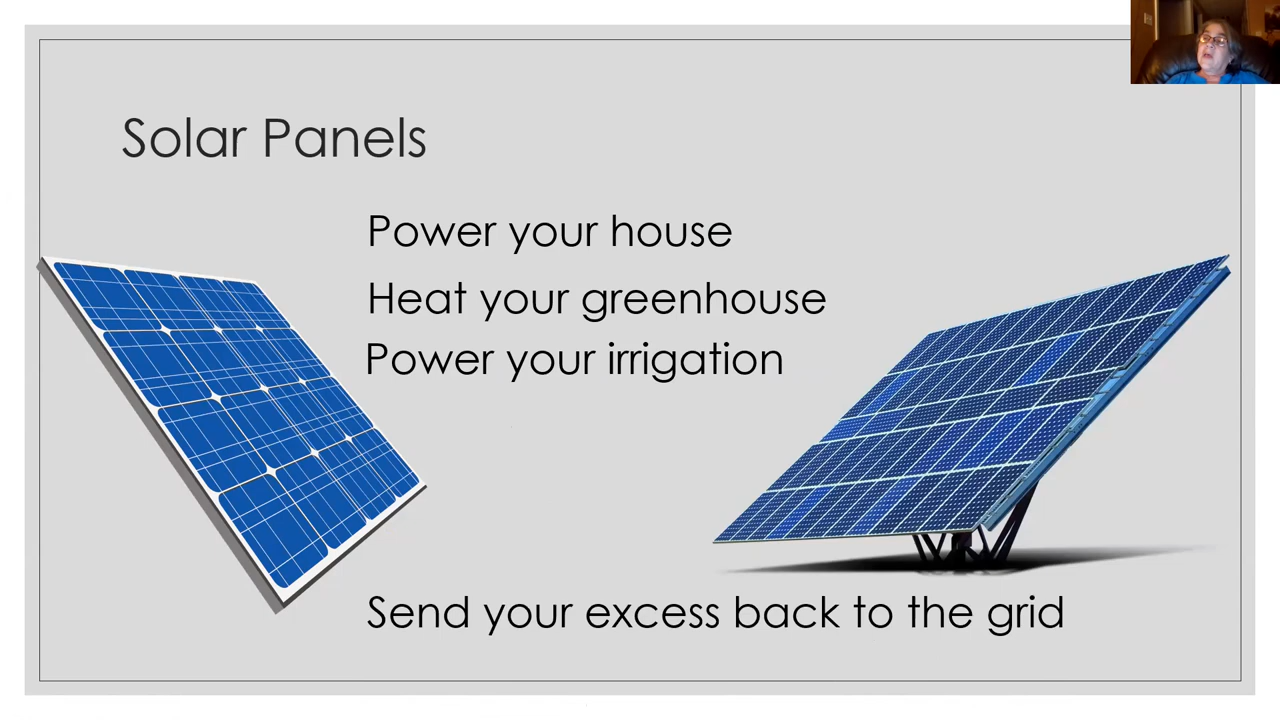 Solar Panels
Power your house
Heat your greenhouse
Power your irrigation
Send your excess back to the grid